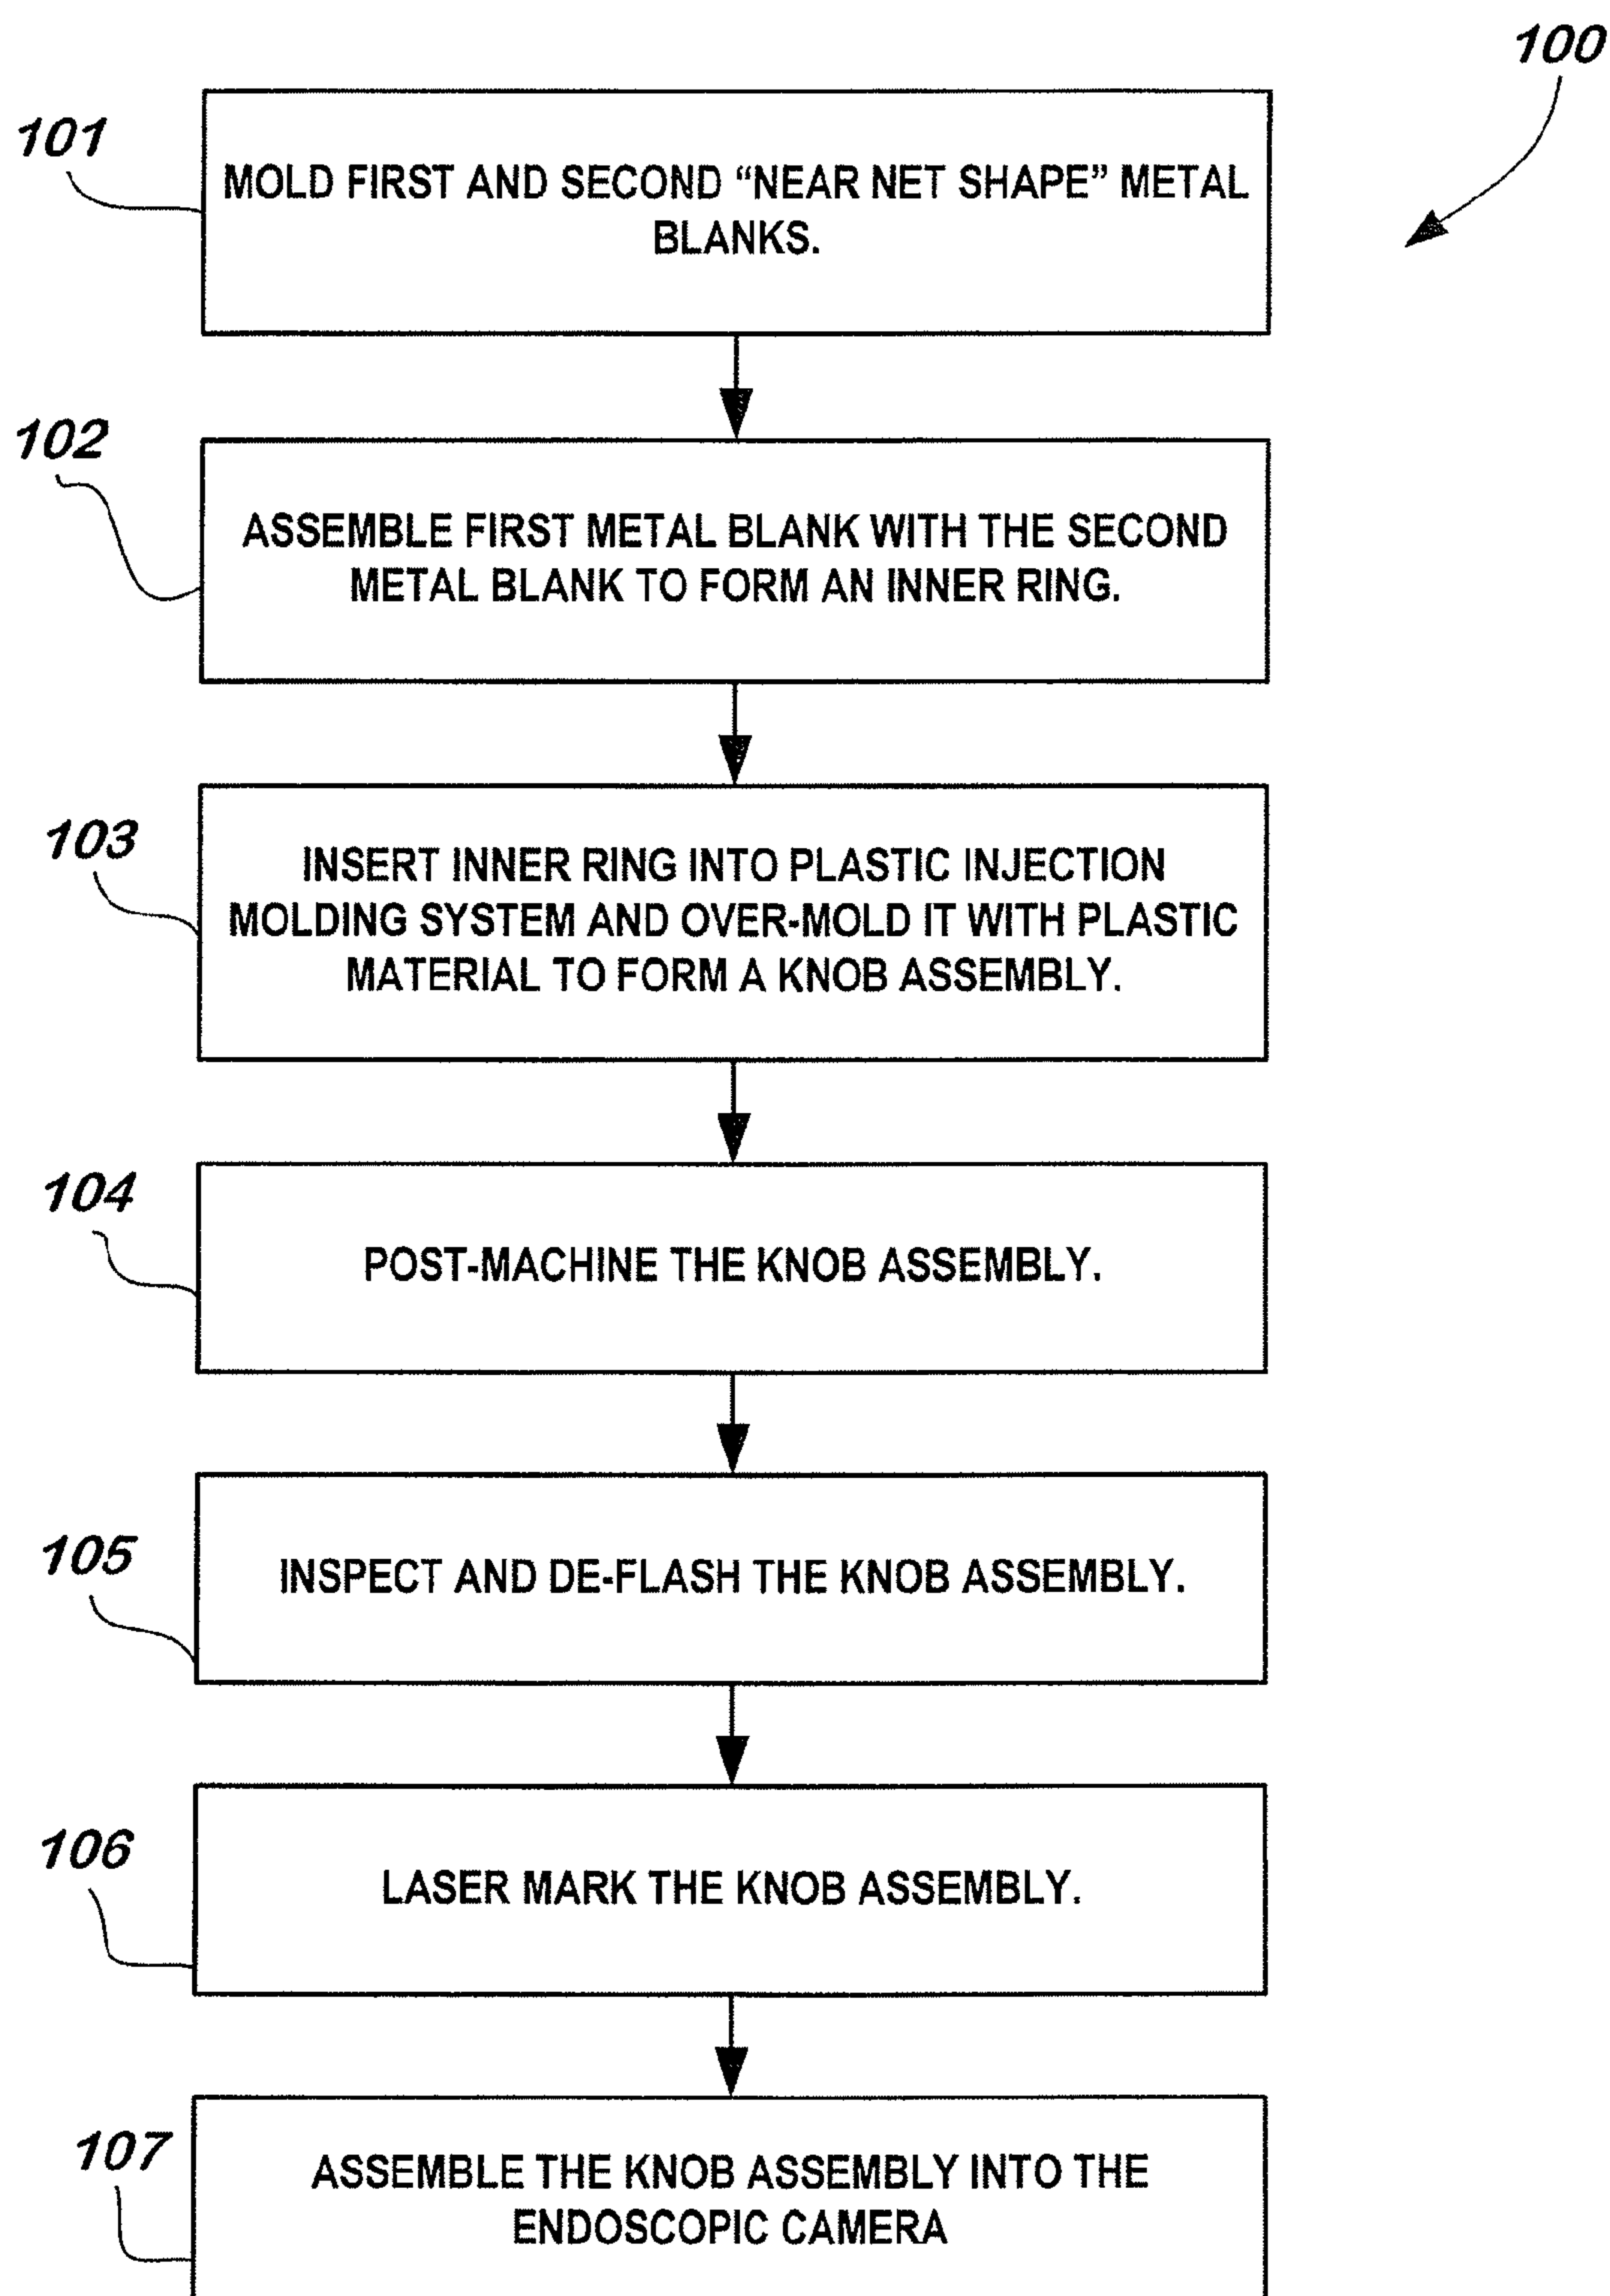 100
101
MOLD FIRST AND SECOND “NEAR NET SHAPE” METAL
BLANKS.
102
ASSEMBLE FIRST METAL BLANK WITH THE SECOND
METAL BLANK TO FORM AN INNER RING.
103
INSERT INNER RING INTO PLASTIC INJECTION
MOLDING SYSTEM AND OVER-MOLD IT WITH PLASTIC
MATERIAL TO FORM A KNOB ASSEMBLY.
104
POST-MACHINE THE KNOB ASSEMBLY.
105
INSPECT AND DE-FLASH THE KNOB ASSEMBLY.
106
LASER MARK THE KNOB ASSEMBLY.
107
ASSEMBLE THE KNOB ASSEMBLY INTO THE
ENDOSCOPIC CAMERA